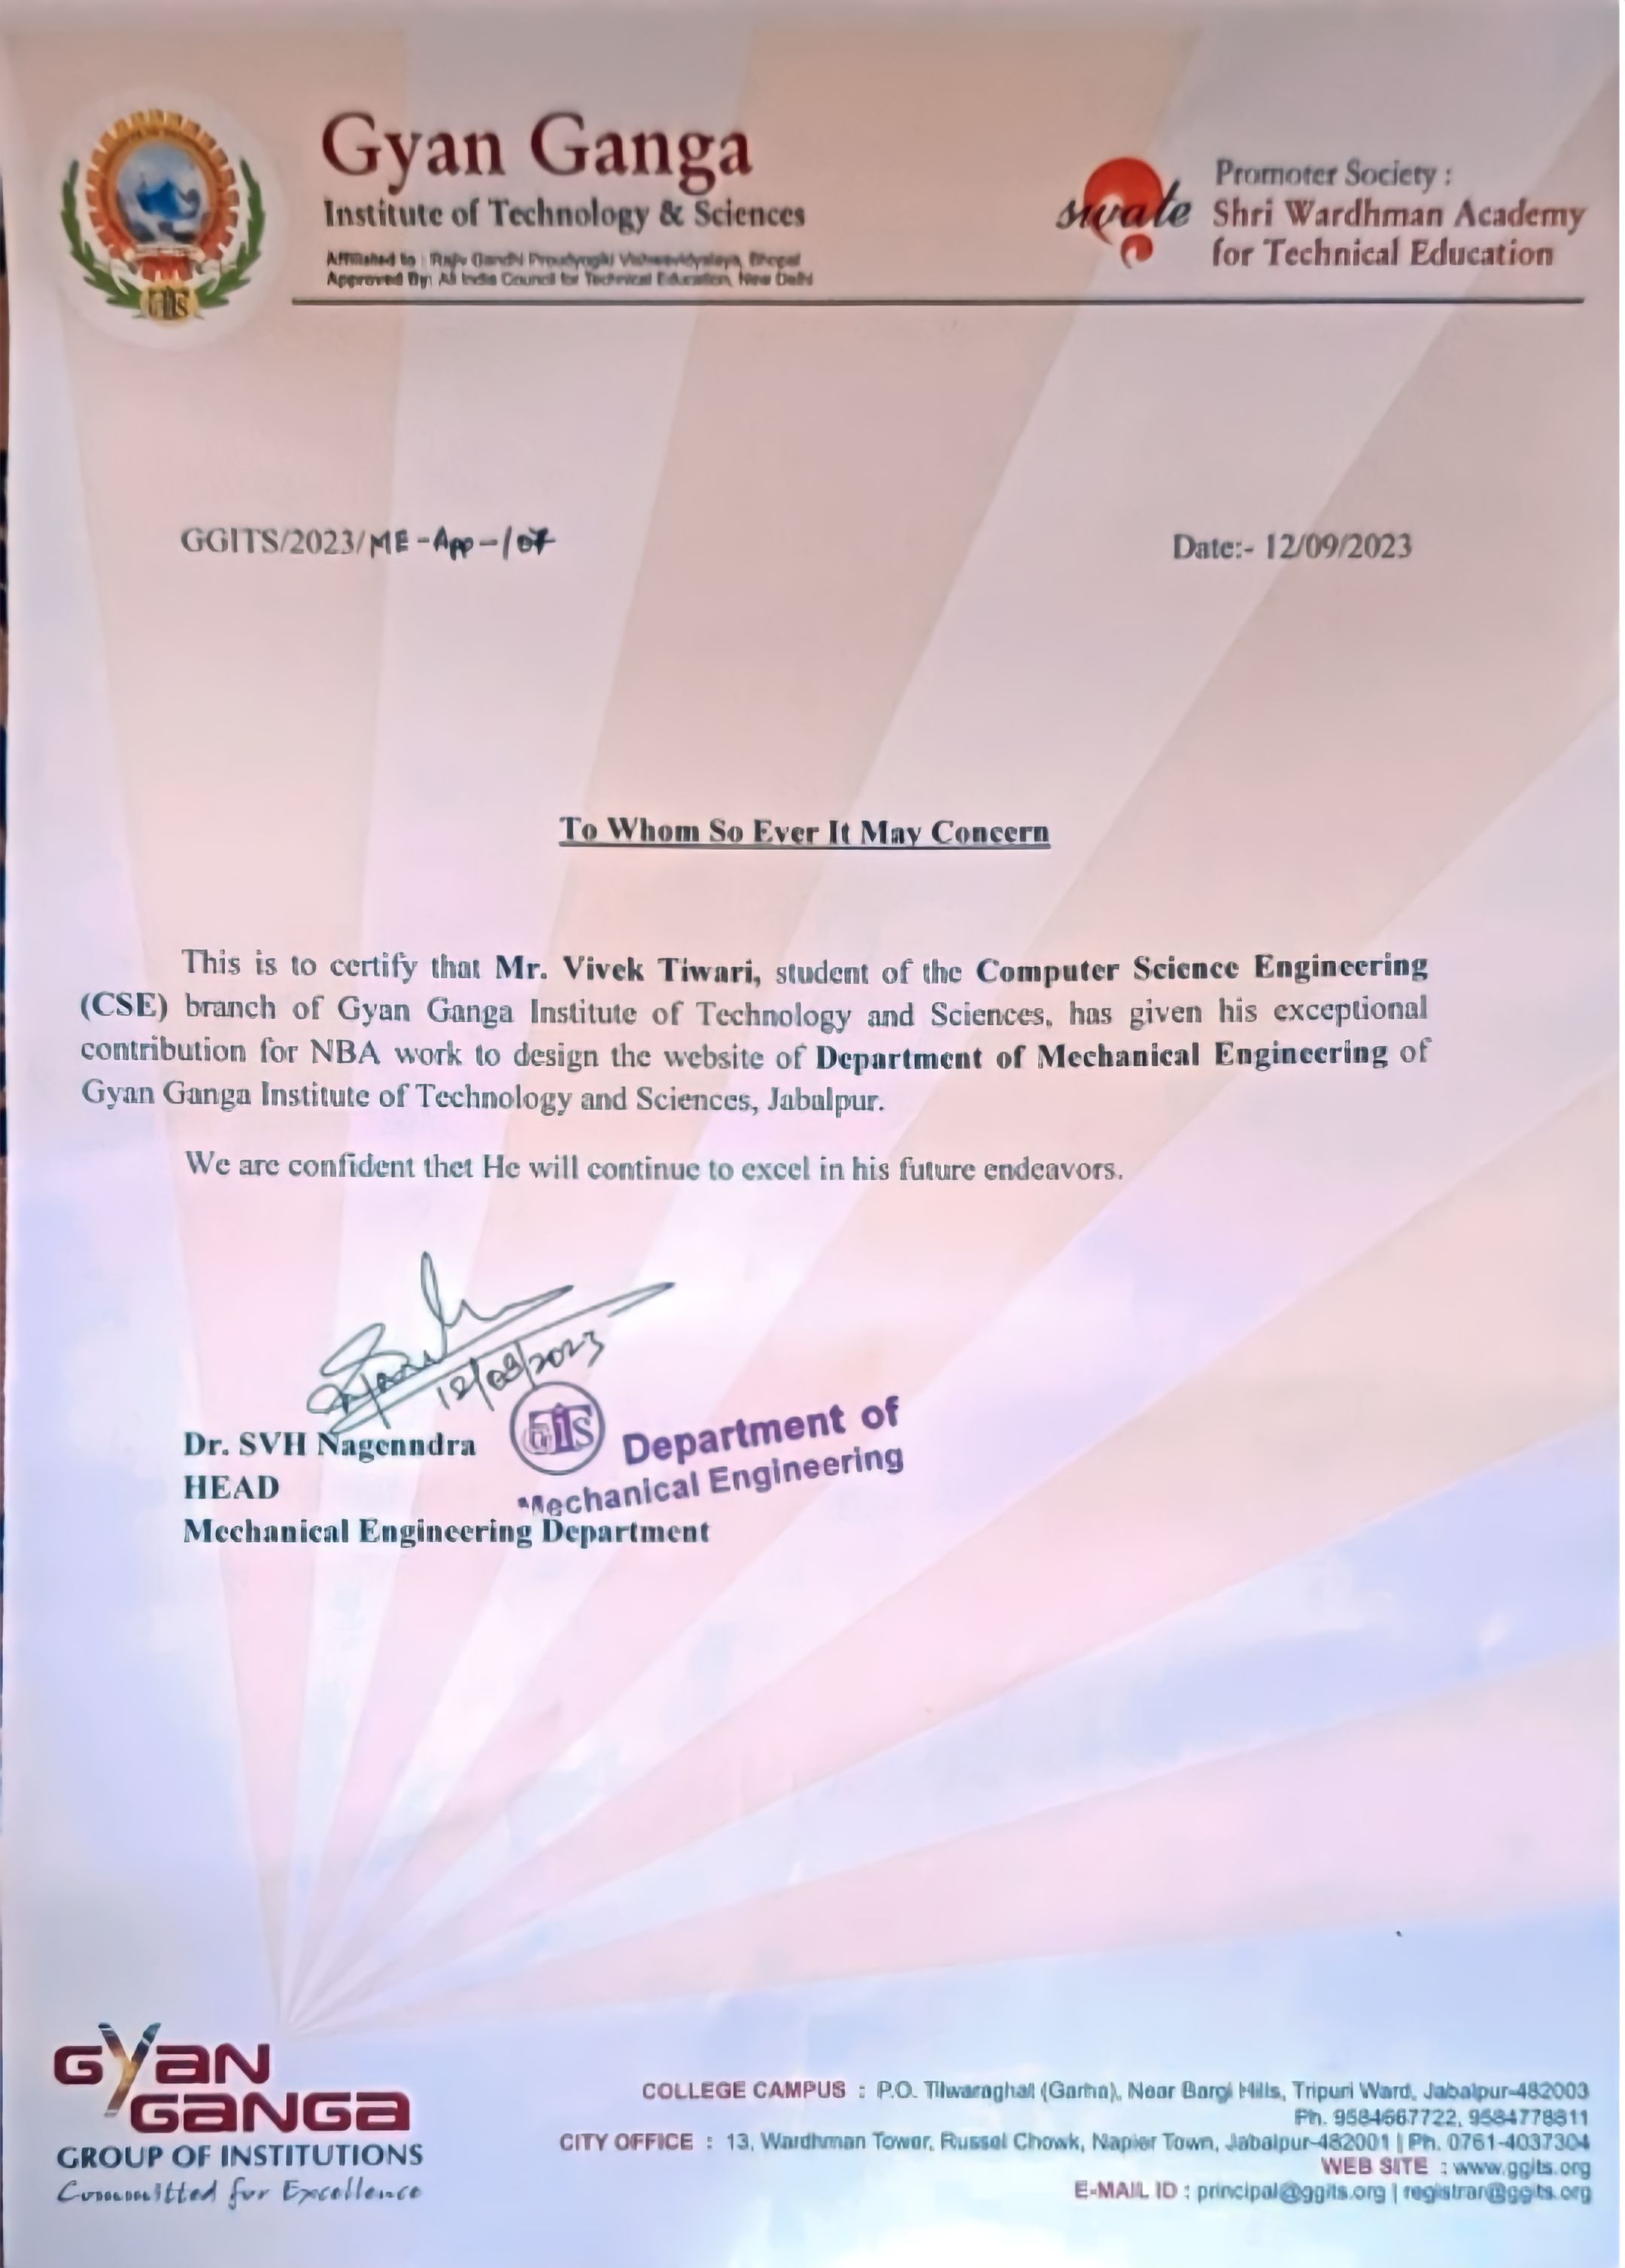 Gyan Ganga
Institute of Technology & Sciences
Affiliated to : Rajiv Gandhi Proudyogiki Vishwavidyalaya, Bhopal
Approved By: All India Council for Technical Education, New Delhi
swate
Promoter Society :
Shri Wardhman Academy
for Technical Education
GGITS/2023/ME-App-/07
Date:- 12/09/2023
To Whom So Ever It May Concern
This is to certify that Mr. Vivek Tiwari, student of the Computer Science Engineering
(CSE) branch of Gyan Ganga Institute of Technology and Sciences, has given his exceptional
contribution for NBA work to design the website of Department of Mechanical Engineering of
Gyan Ganga Institute of Technology and Sciences, Jabalpur.
We are confident thet He will continue to excel in his future endeavors.
12/09/2023
Dr. SVH Nagenndra
HEAD
Mechanical Engineering Department
GGITS
Department of
Mechanical Engineering
GYAN
GANGA
GROUP OF INSTITUTIONS
Committed for Excellence
COLLEGE CAMPUS : P.O. Tilwaraghat (Garha), Near Bargi Hills, Tripuri Ward, Jabalpur-482003
Ph. 9584667722, 9584778811
CITY OFFICE : 13, Wardhman Tower, Russel Chowk, Napier Town, Jabalpur-482001 | Ph. 0761-4037304
WEB SITE : www.ggits.org
E-MAIL ID : principal@ggits.org | registrar@ggits.org